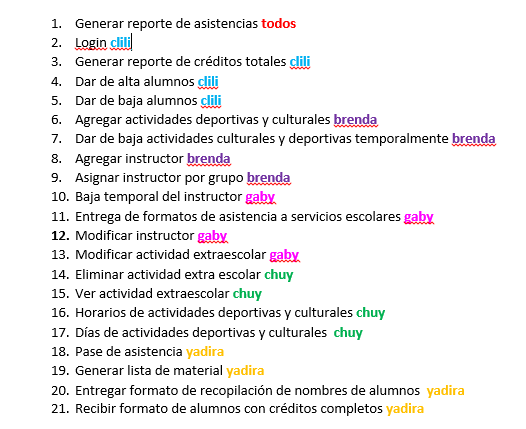 1. Generar reporte de asistencias todos
2. Login clili
3. Generar reporte de créditos totales clili
4. Dar de alta alumnos clili
5. Dar de baja alumnos clili
6. Agregar actividades deportivas y culturales brenda
7. Dar de baja actividades culturales y deportivas temporalmente brenda
8. Agregar instructor brenda
9. Asignar instructor por grupo brenda
10. Baja temporal del instructor gaby
11. Entrega de formatos de asistencia a servicios escolares gaby
12. Modificar instructor gaby
13. Modificar actividad extraescolar gaby
14. Eliminar actividad extra escolar chuy
15. Ver actividad extraescolar chuy
16. Horarios de actividades deportivas y culturales chuy
17. Días de actividades deportivas y culturales chuy
18. Pase de asistencia yadira
19. Generar lista de material yadira
20. Entregar formato de recopilación de nombres de alumnos yadira
21. Recibir formato de alumnos con créditos completos yadira